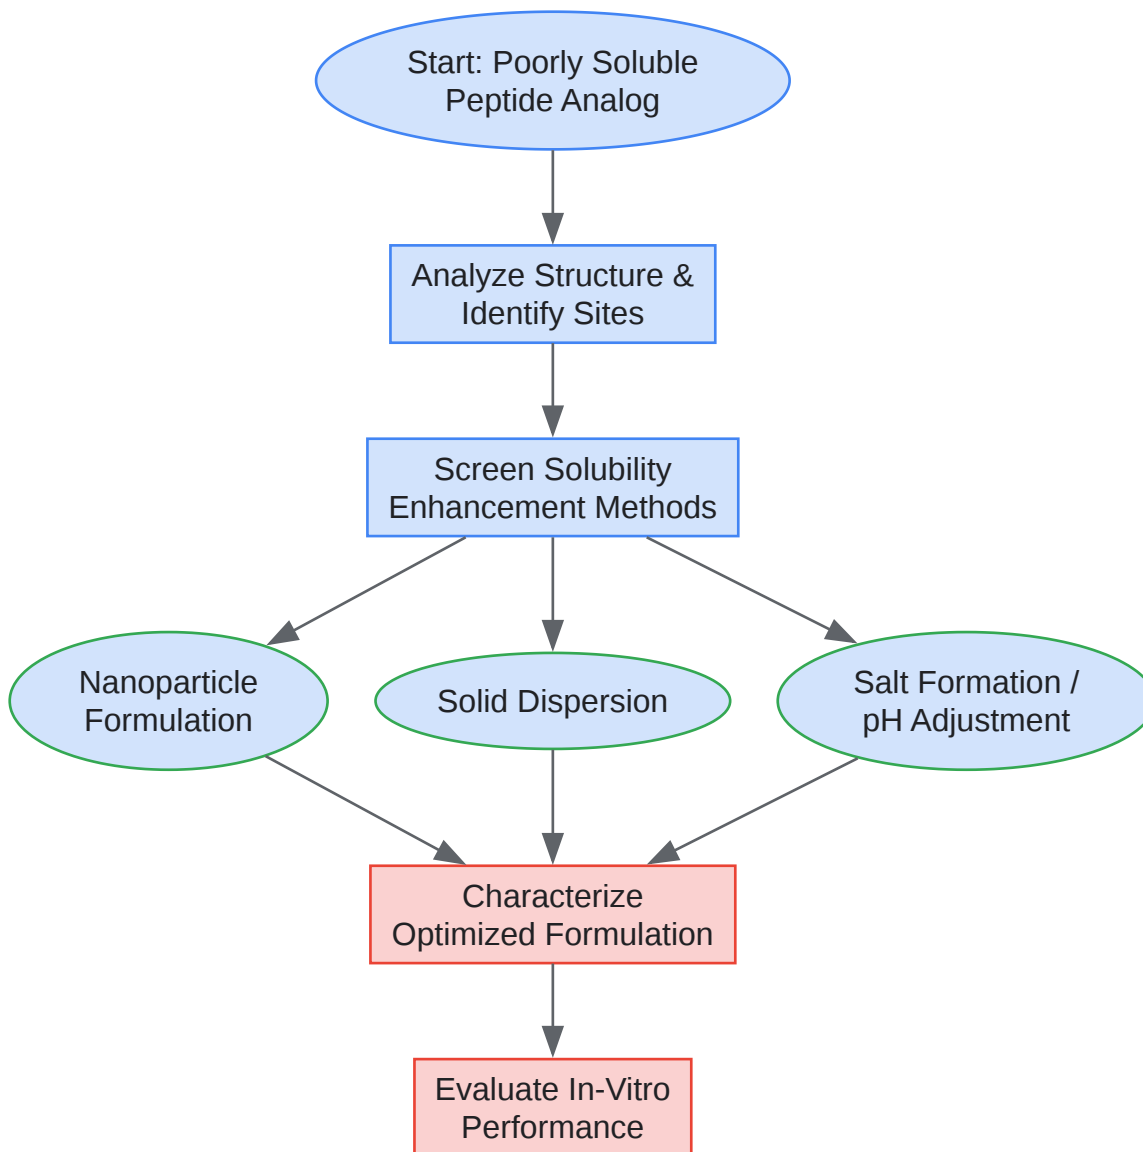 Start: Poorly Soluble
Peptide Analog
Analyze Structure &
Identify Sites
Screen Solubility
Enhancement Methods
Nanoparticle
Formulation
Solid Dispersion
Salt Formation /
pH Adjustment
Characterize
Optimized Formulation
Evaluate In-Vitro
Performance